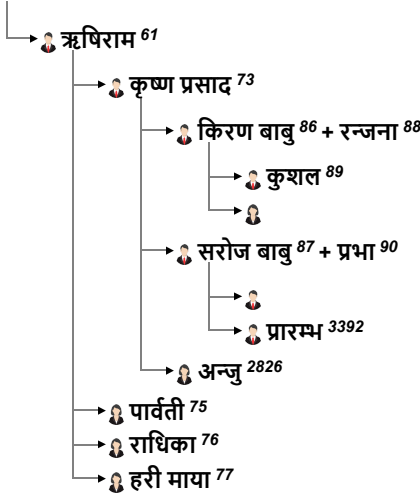 ऋषिराम 61
कृष्ण प्रसाद 73
किरण बाबु 86 + रन्जना 88
कुशल 89
सरोज बाबु 87 + प्रभा 90
प्रारम्भ 3392
अन्जु 2826
पार्वती 75
राधिका 76
हरी माया 77